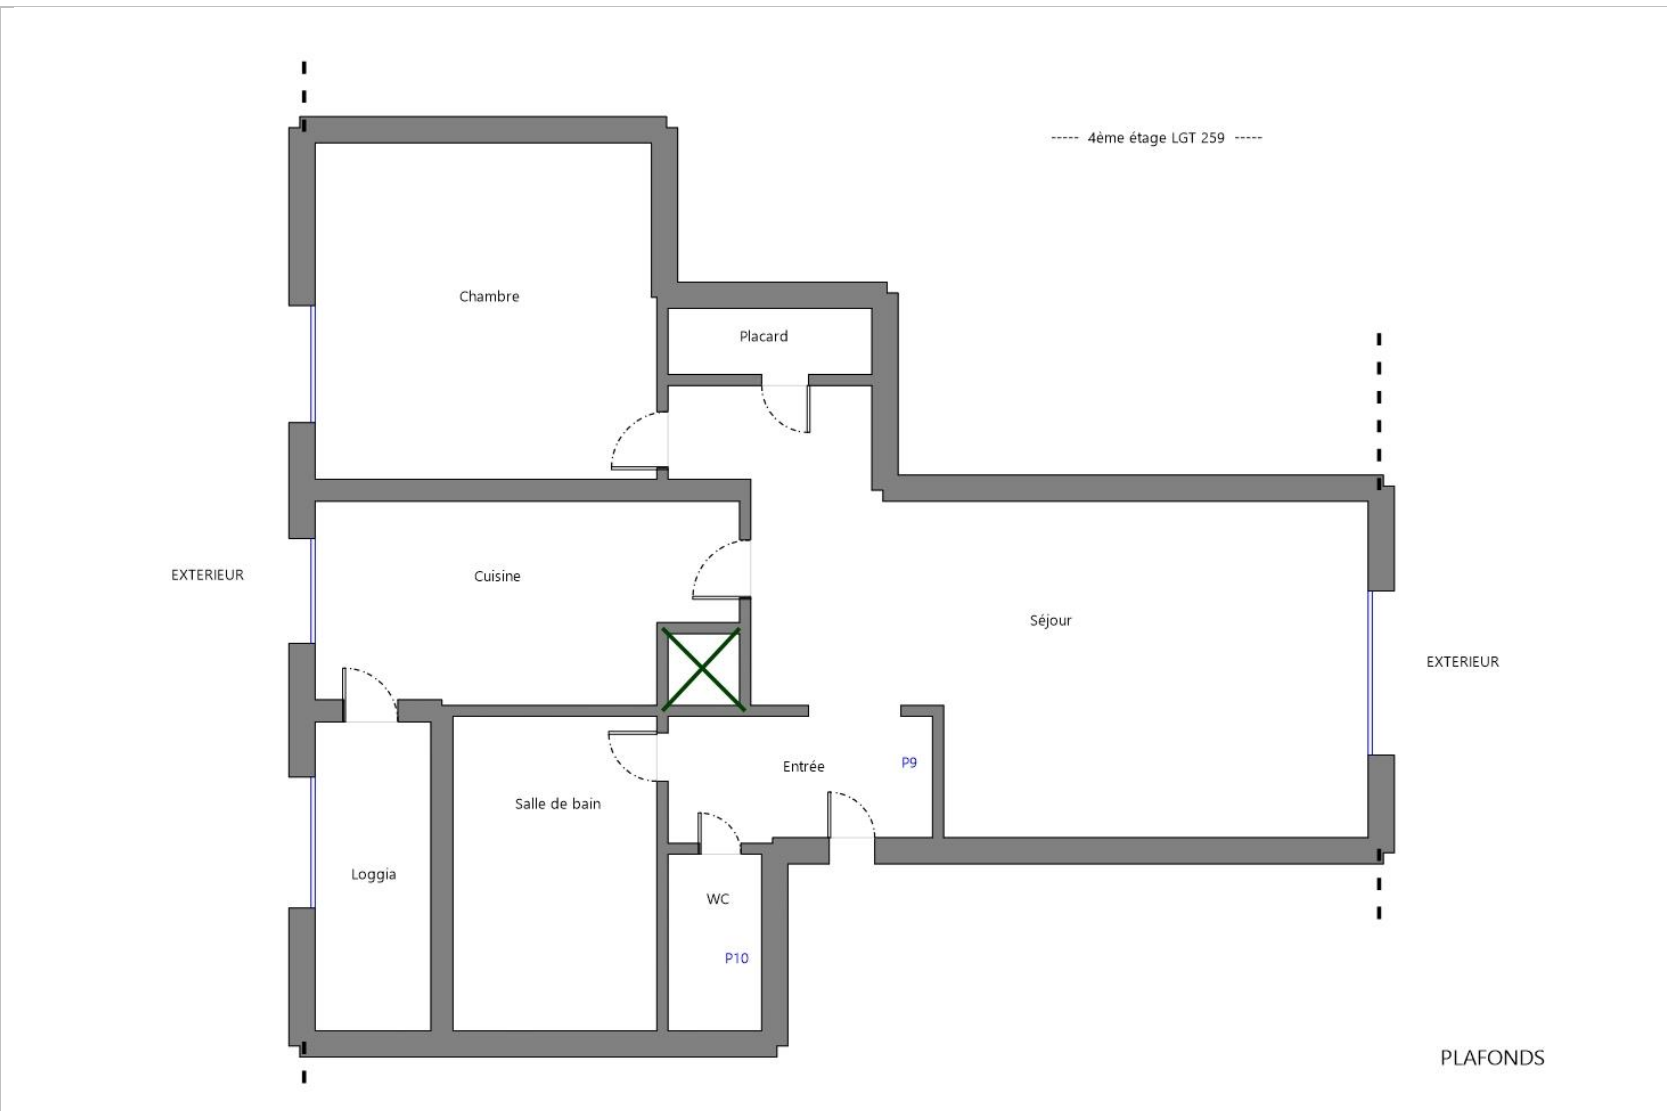 ----- 4ème étage LGT 259 -----
Chambre
Placard
EXTERIEUR
Cuisine
Séjour
EXTERIEUR
Entrée
P9
Salle de bain
Loggia
WC
P10
PLAFONDS